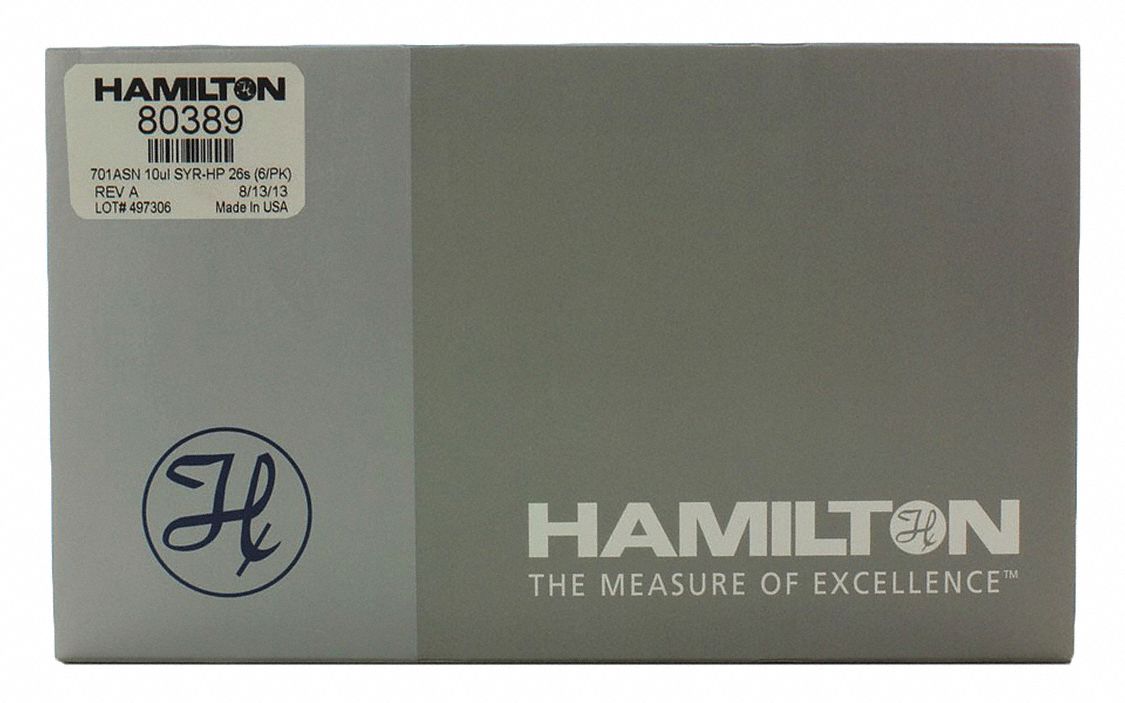 HAMILTON
80389
701ASN 10ul SYR-HP 26s (6/PK)
REV A 8/13/13
LOT# 497306 Made In USA
H
HAMILTON
THE MEASURE OF EXCELLENCE™